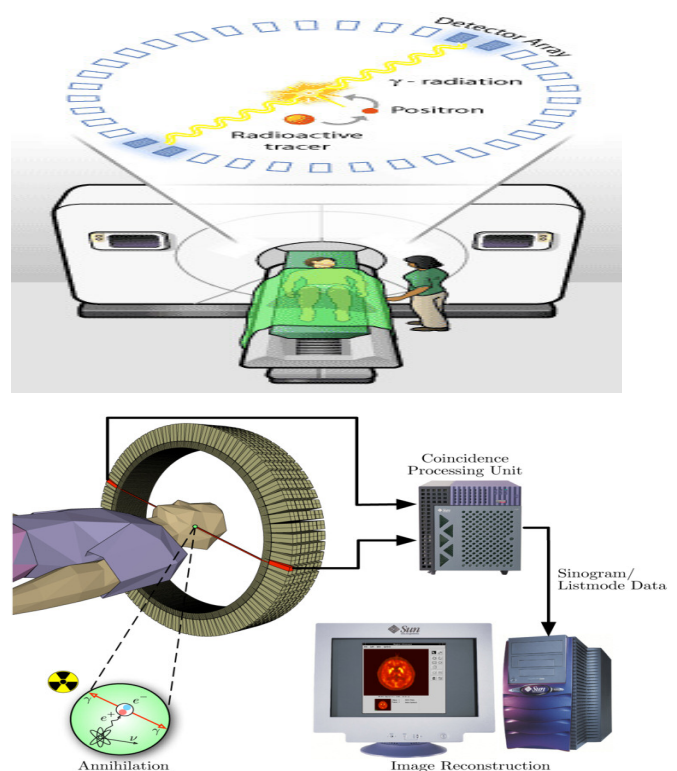 Detector Array
γ - radiation
Positron
Radioactive
tracer
Coincidence
Processing Unit
Sinogram/
Listmode Data
Sun
Sun
γ
e⁻
e⁺
ν
γ
Annihilation
Image Reconstruction